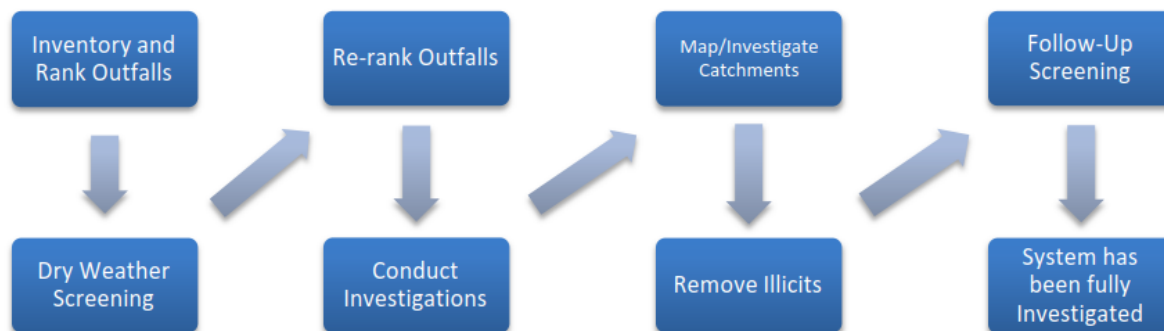 Inventory and
Rank Outfalls
Dry Weather
Screening
Re-rank Outfalls
Conduct
Investigations
Map/Investigate
Catchments
Remove Illicits
Follow-Up
Screening
System has
been fully
Investigated